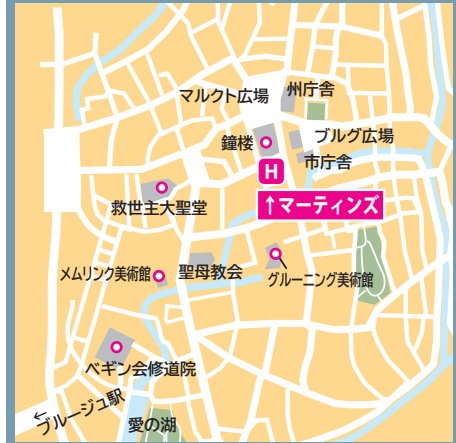 州庁舎
マルクト広場
鐘楼
ブルグ広場
市庁舎
H
↑マーティンズ
救世主大聖堂
メムリンク美術館
聖母教会
グルーニング美術館
ベギン会修道院
←
ブルージュ駅
愛の湖